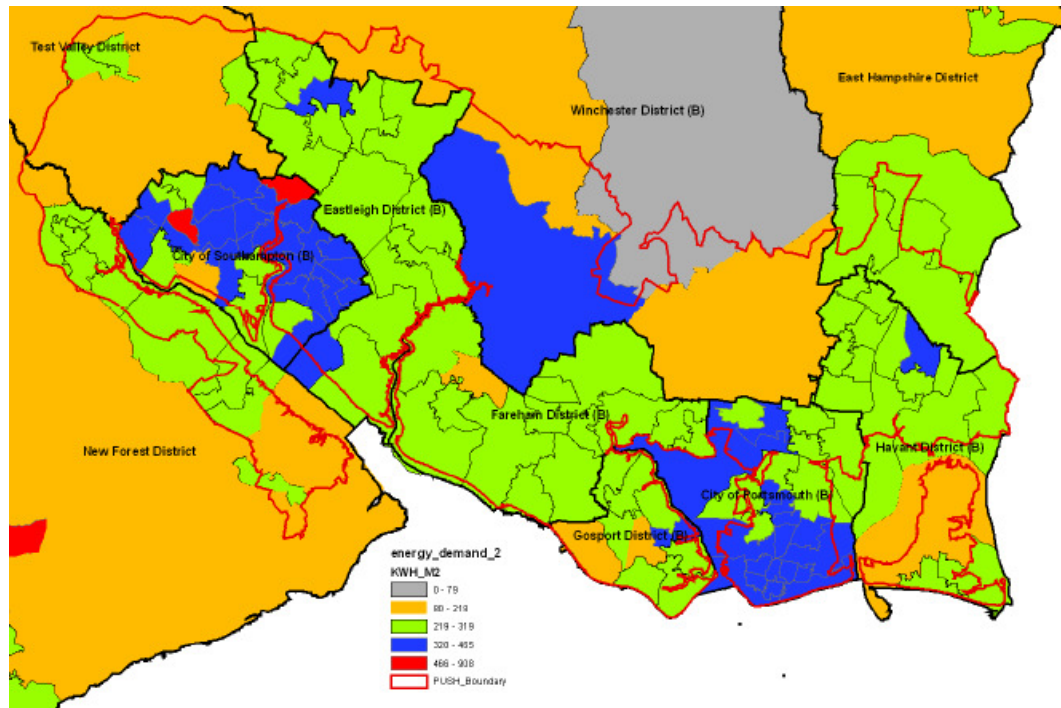 Test Valley District
East Hampshire District
Winchester District (B)
Eastleigh District (B)
City of Southampton (B)
Fareham District (B)
New Forest District
Havant District (B)
City of Portsmouth (B)
Gosport District (B)
energy_demand_2
KWH_M2
0 - 79
80 - 219
219 - 319
320 - 465
466 - 908
PUSH_Boundary